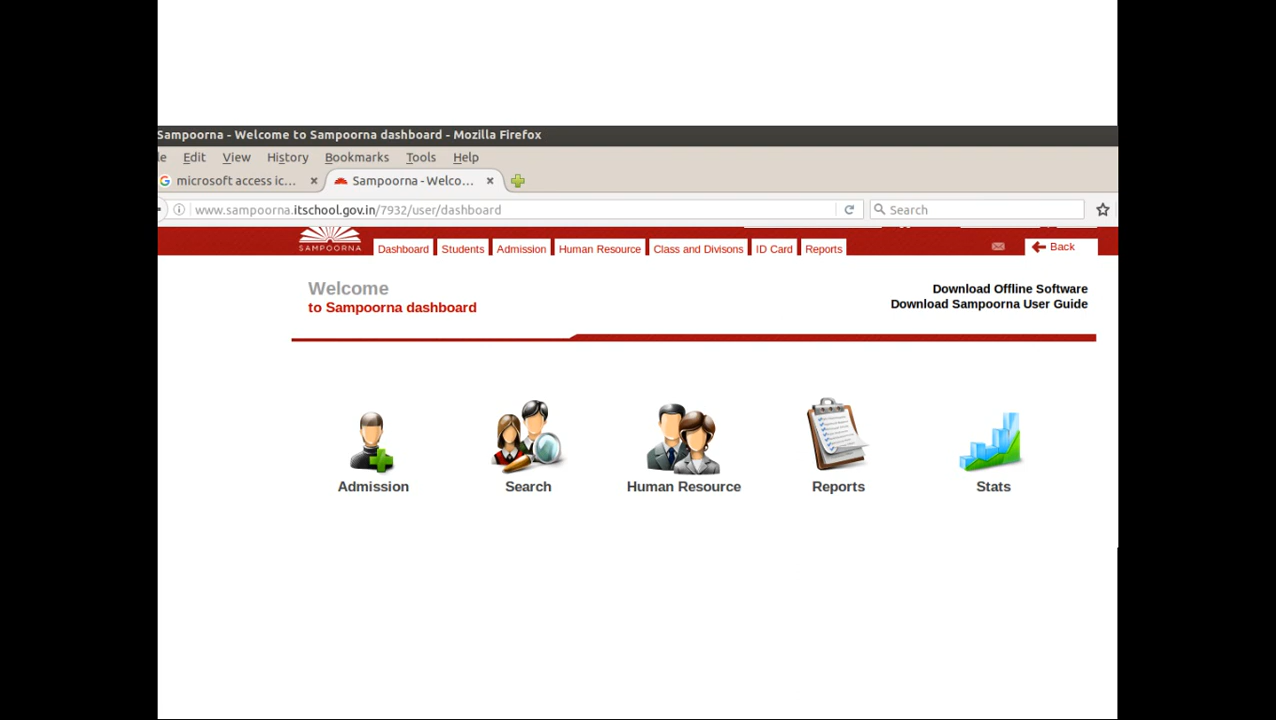 Sampoorna - Welcome to Sampoorna dashboard - Mozilla Firefox
Edit View History Bookmarks Tools Help
microsoft access ic... Sampoorna - Welco...
www.sampoorna.itschool.gov.in/7932/user/dashboard Search
SAMPOORNA Dashboard Students Admission Human Resource Class and Divisons ID Card Reports Back
Welcome
to Sampoorna dashboard
Download Offline Software
Download Sampoorna User Guide
Admission Search Human Resource Reports Stats